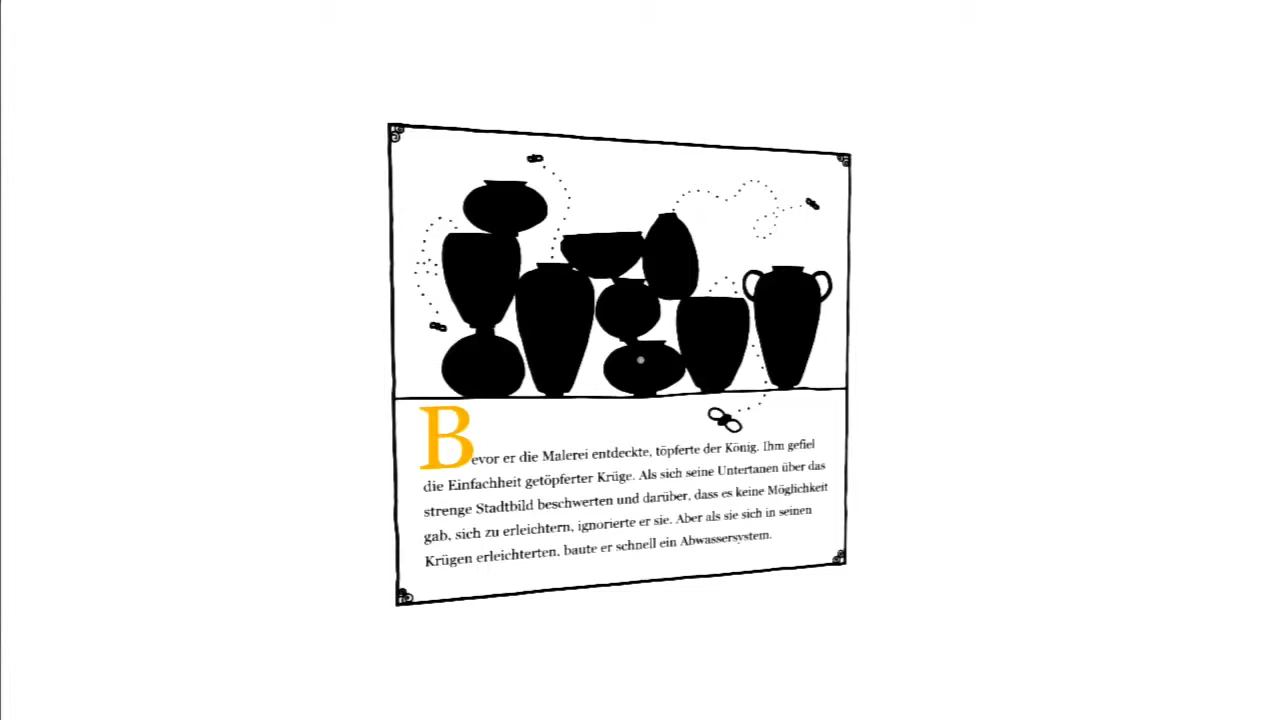 Bevor er die Malerei entdeckte, töpferte der König. Ihm gefiel
die Einfachheit getöpferter Krüge. Als sich seine Untertanen über das
strenge Stadtbild beschwerten und darüber, dass es keine Möglichkeit
gab, sich zu erleichtern, ignorierte er sie. Aber als sie sich in seinen
Krügen erleichterten, baute er schnell ein Abwassersystem.